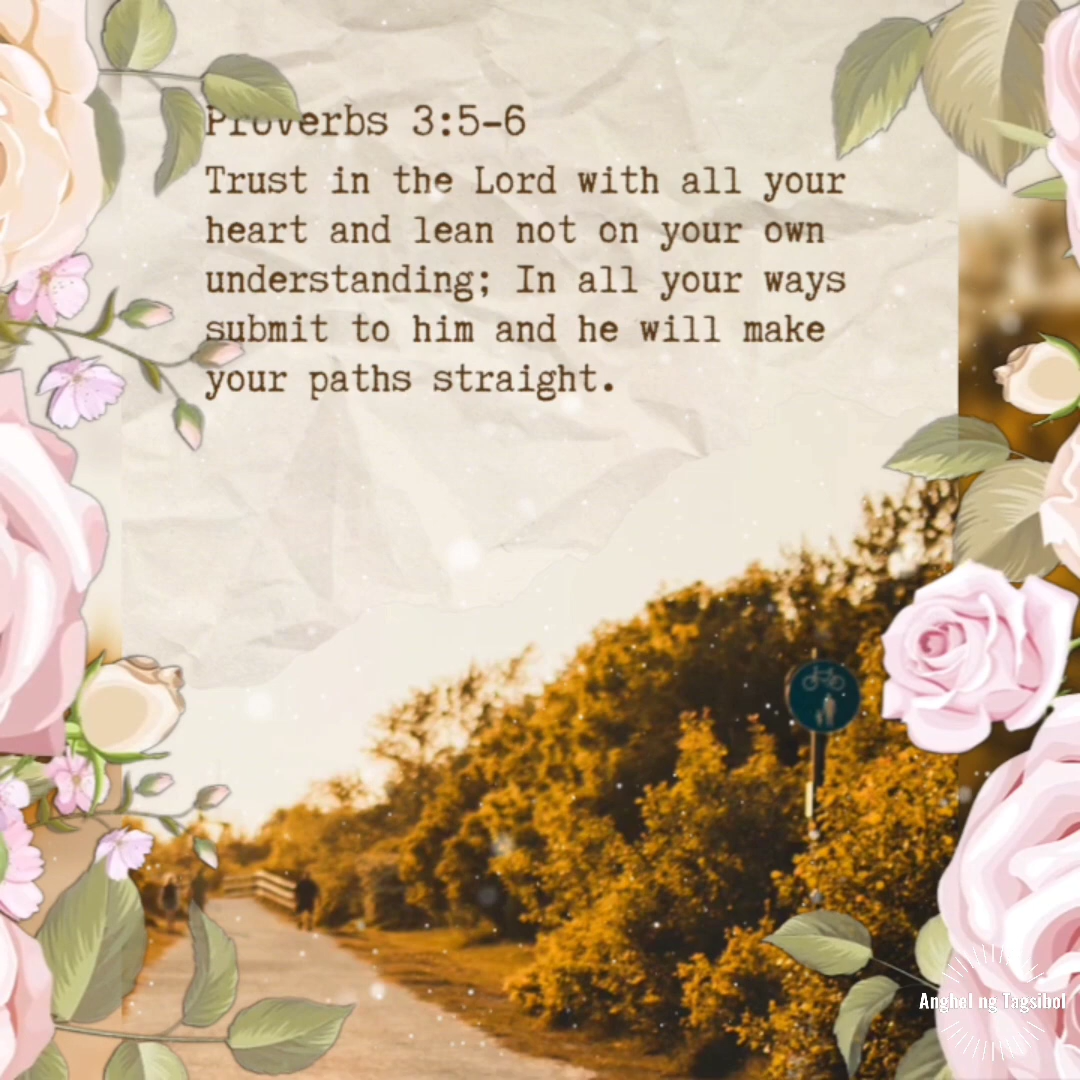 Proverbs 3:5-6
Trust in the Lord with all your
heart and lean not on your own
understanding; In all your ways
submit to him and he will make
your paths straight.
Anghel ng Tagsibol